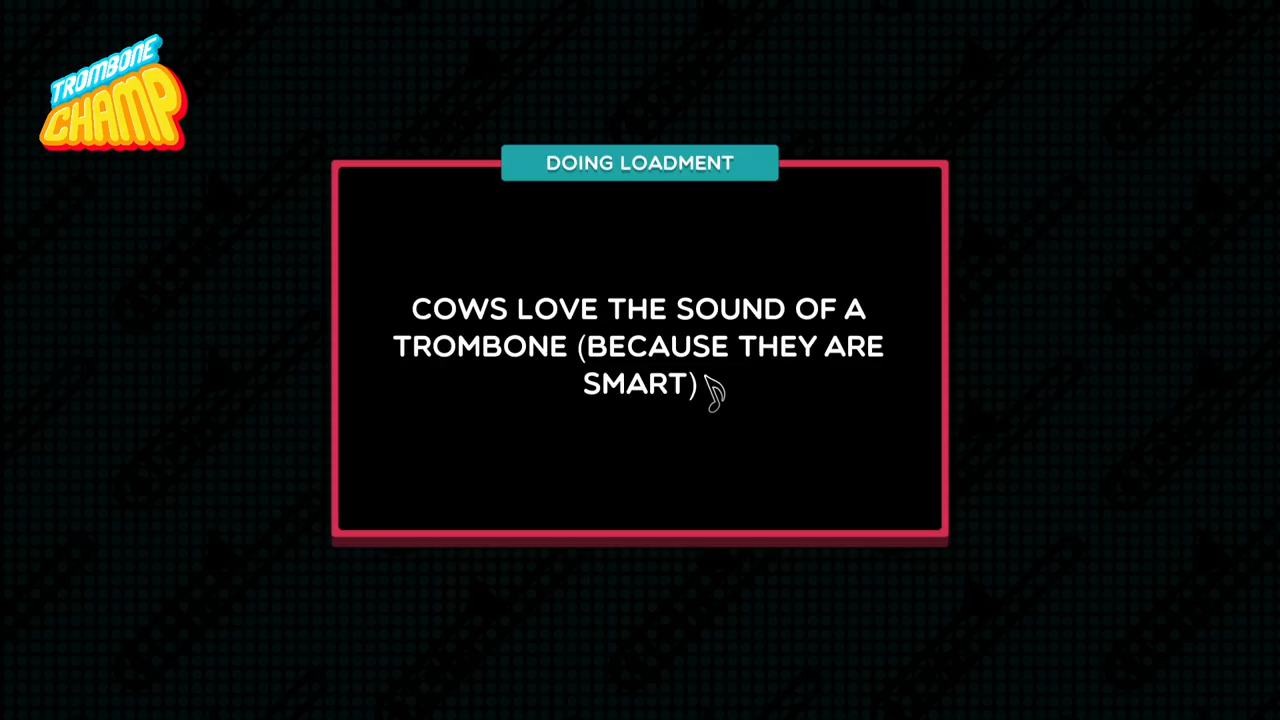 TROMBONE
CHAMP
DOING LOADMENT
COWS LOVE THE SOUND OF A
TROMBONE (BECAUSE THEY ARE
SMART)